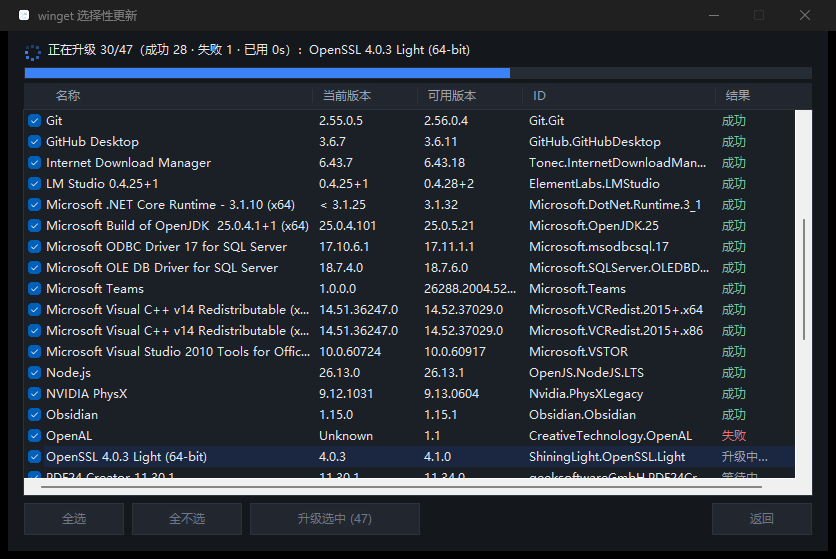 winget 选择性更新
正在升级 30/47（成功 28 · 失败 1 · 已用 0s）：OpenSSL 4.0.3 Light (64-bit)
名称 当前版本 可用版本 ID 结果
Git 2.55.0.5 2.56.0.4 Git.Git 成功
GitHub Desktop 3.6.7 3.6.11 GitHub.GitHubDesktop 成功
Internet Download Manager 6.43.7 6.43.18 Tonec.InternetDownloadMan... 成功
LM Studio 0.4.25+1 0.4.25+1 0.4.28+2 ElementLabs.LMStudio 成功
Microsoft .NET Core Runtime - 3.1.10 (x64) < 3.1.25 3.1.32 Microsoft.DotNet.Runtime.3_1 成功
Microsoft Build of OpenJDK 25.0.4.1+1 (x64) 25.0.4.101 25.0.5.21 Microsoft.OpenJDK.25 成功
Microsoft ODBC Driver 17 for SQL Server 17.10.6.1 17.11.1.1 Microsoft.msodbcsql.17 成功
Microsoft OLE DB Driver for SQL Server 18.7.4.0 18.7.6.0 Microsoft.SQLServer.OLEDBD... 成功
Microsoft Teams 1.0.0.0 26288.2004.52... Microsoft.Teams 成功
Microsoft Visual C++ v14 Redistributable (x... 14.51.36247.0 14.52.37029.0 Microsoft.VCRedist.2015+.x64 成功
Microsoft Visual C++ v14 Redistributable (x... 14.51.36247.0 14.52.37029.0 Microsoft.VCRedist.2015+.x86 成功
Microsoft Visual Studio 2010 Tools for Offic... 10.0.60724 10.0.60917 Microsoft.VSTOR 成功
Node.js 26.13.0 26.13.1 OpenJS.NodeJS.LTS 成功
NVIDIA PhysX 9.12.1031 9.13.0604 Nvidia.PhysXLegacy 成功
Obsidian 1.15.0 1.15.1 Obsidian.Obsidian 成功
OpenAL Unknown 1.1 CreativeTechnology.OpenAL 失败
OpenSSL 4.0.3 Light (64-bit) 4.0.3 4.1.0 ShiningLight.OpenSSL.Light 升级中...
PDF24 Creator 11.30.1 11.30.1 11.34.0 geeksoftwareGmbH.PDF24Cr... 等待中
全选 全不选 升级选中 (47) 返回